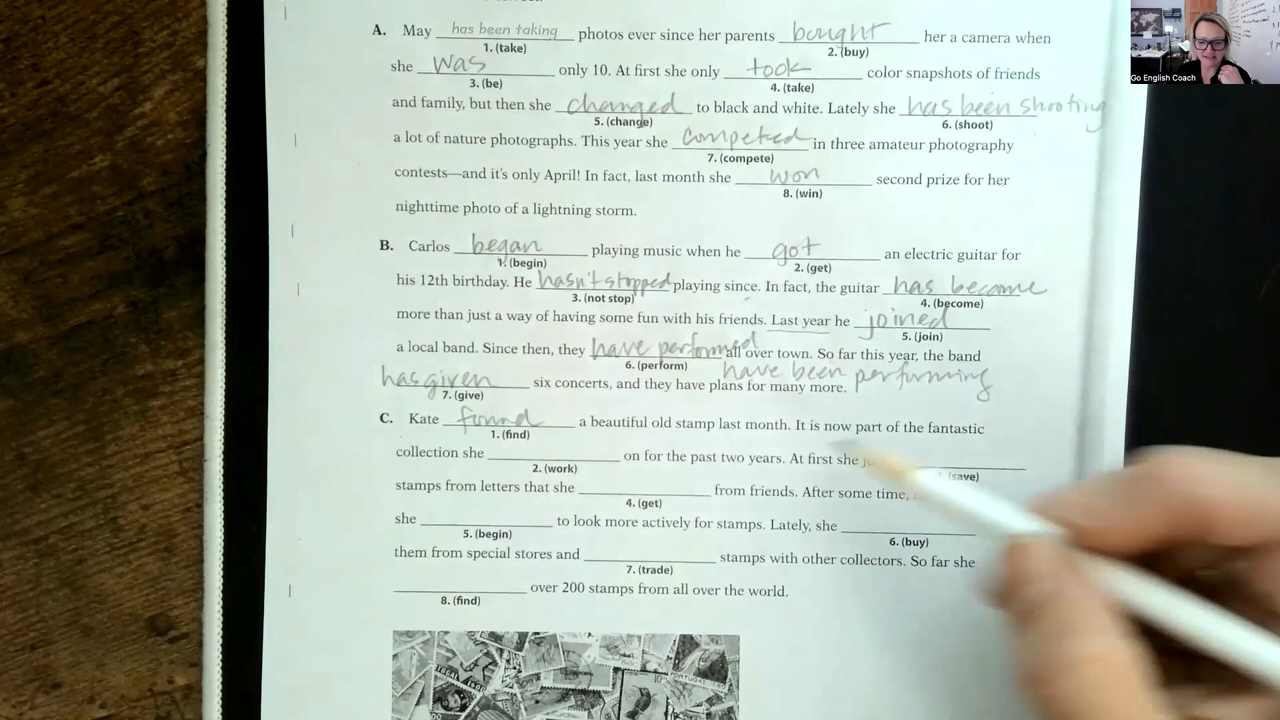 A. May has been taking photos ever since her parents bought her a camera when
1. (take) 2. (buy)
she was only 10. At first she only took color snapshots of friends
3. (be) 4. (take)
and family, but then she changed to black and white. Lately she has been shooting
5. (change) 6. (shoot)
a lot of nature photographs. This year she competed in three amateur photography
7. (compete)
contests—and it's only April! In fact, last month she won second prize for her
8. (win)
nighttime photo of a lightning storm.
B. Carlos began playing music when he got an electric guitar for
1. (begin) 2. (get)
his 12th birthday. He hasn't stopped playing since. In fact, the guitar has become
3. (not stop) 4. (become)
more than just a way of having some fun with his friends. Last year he joined
5. (join)
a local band. Since then, they have performed all over town. So far this year, the band
6. (perform) have been performing
has given six concerts, and they have plans for many more.
7. (give)
C. Kate found a beautiful old stamp last month. It is now part of the fantastic
1. (find)
collection she on for the past two years. At first she
2. (work) (save)
stamps from letters that she from friends. After some time,
4. (get)
she to look more actively for stamps. Lately, she
5. (begin) 6. (buy)
them from special stores and stamps with other collectors. So far she
7. (trade)
over 200 stamps from all over the world.
8. (find)
Go English Coach